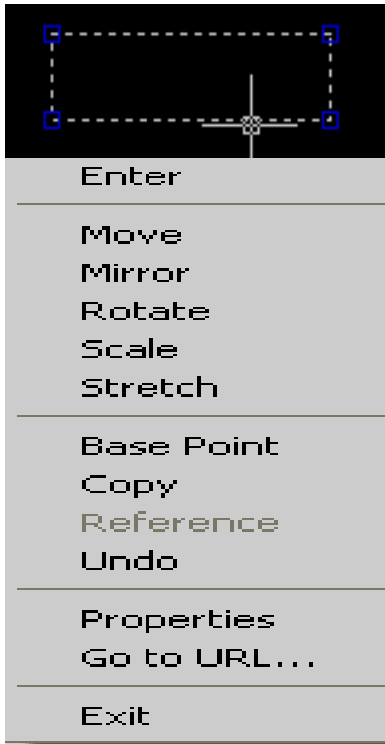 Enter
Move
Mirror
Rotate
Scale
Stretch
Base Point
Copy
Reference
Undo
Properties
Go to URL...
Exit